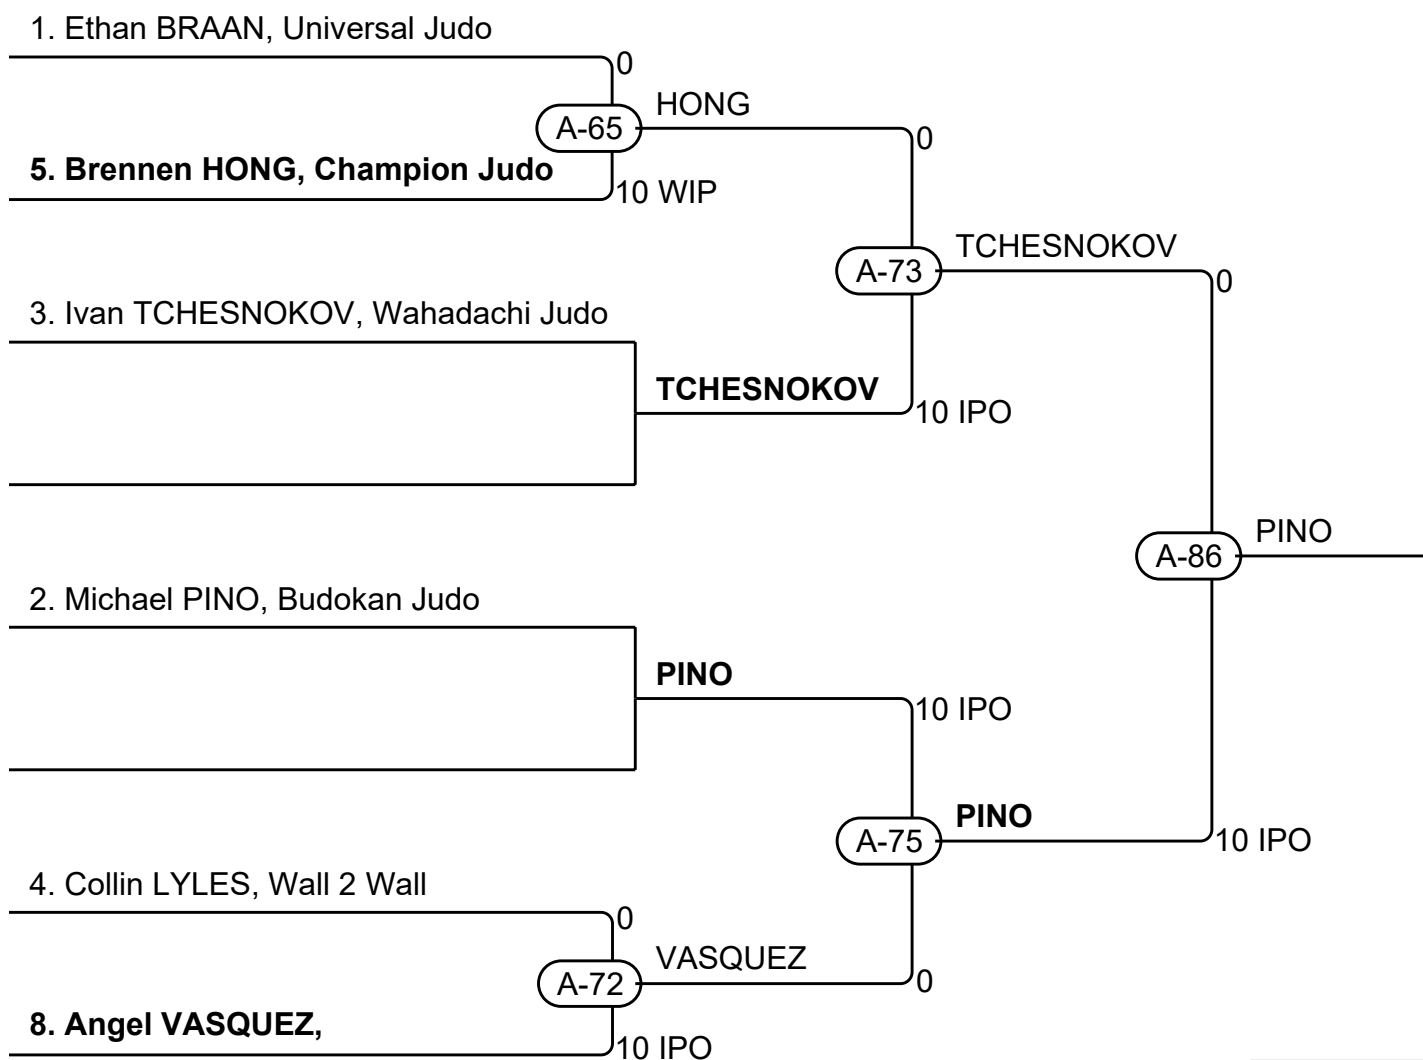 1. Ethan BRAAN, Universal Judo
0
HONG
A-65
0
5. Brennen HONG, Champion Judo
10 WIP
TCHESNOKOV
A-73
0
3. Ivan TCHESNOKOV, Wahadachi Judo
TCHESNOKOV
10 IPO
PINO
A-86
2. Michael PINO, Budokan Judo
PINO
10 IPO
PINO
A-75
10 IPO
4. Collin LYLES, Wall 2 Wall
0
VASQUEZ
A-72
0
8. Angel VASQUEZ,
10 IPO